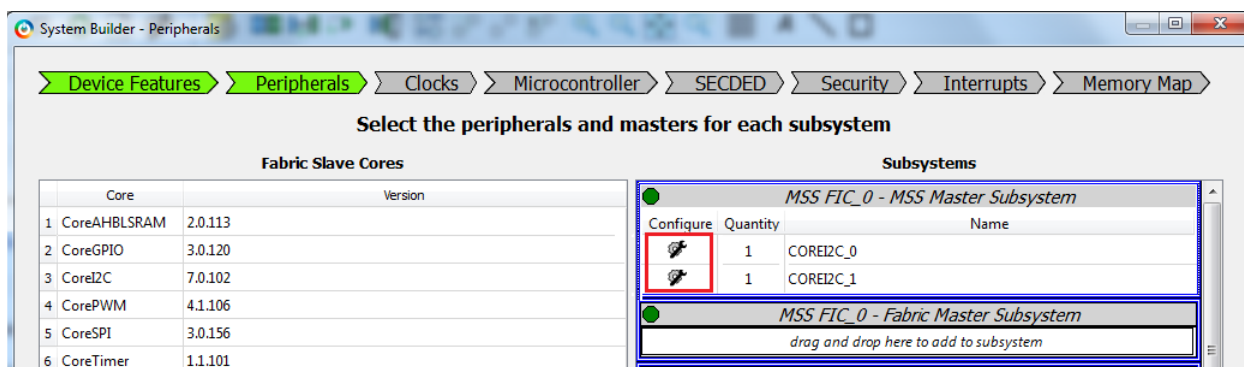 System Builder - Peripherals
Device Features Peripherals Clocks Microcontroller SECDED Security Interrupts Memory Map
Select the peripherals and masters for each subsystem
Fabric Slave Cores
Core Version
1 CoreAHBLSRAM 2.0.113
2 CoreGPIO 3.0.120
3 CoreI2C 7.0.102
4 CorePWM 4.1.106
5 CoreSPI 3.0.156
6 CoreTimer 1.1.101
Subsystems
MSS FIC_0 - MSS Master Subsystem
Configure Quantity Name
1 COREI2C_0
1 COREI2C_1
MSS FIC_0 - Fabric Master Subsystem
drag and drop here to add to subsystem